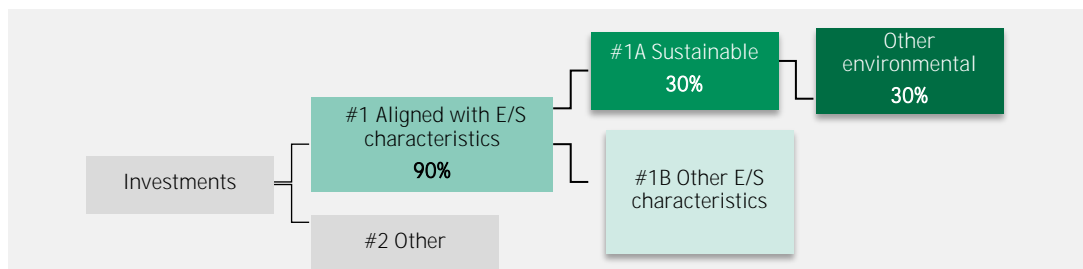 Investments
#1 Aligned with E/S
characteristics
90%
#2 Other
#1A Sustainable
30%
#1B Other E/S
characteristics
Other
environmental
30%